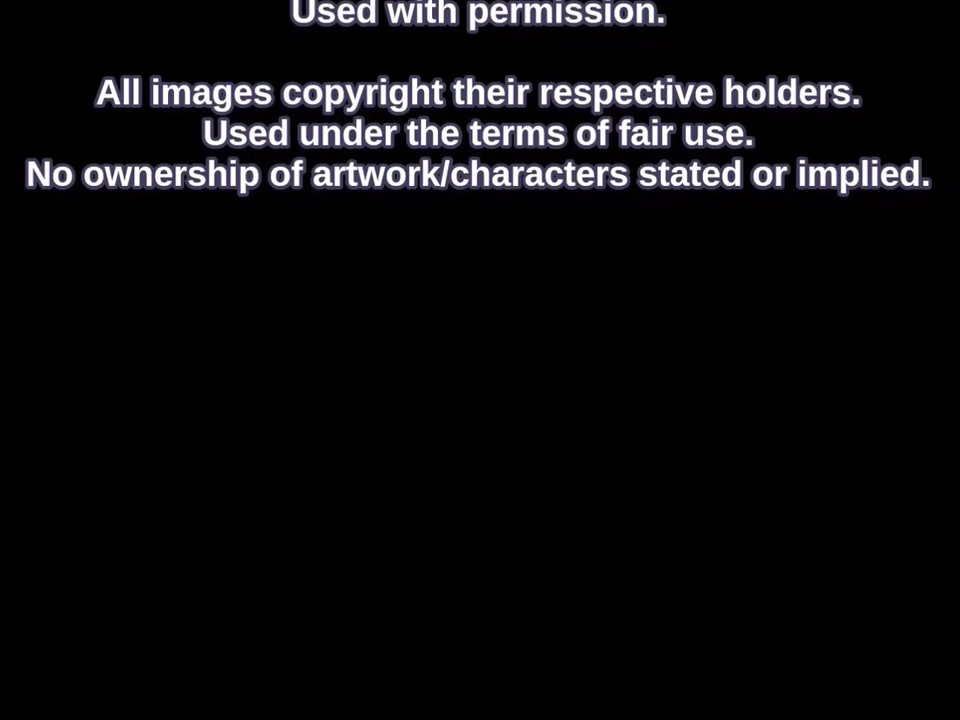 Used with permission.
All images copyright their respective holders.
Used under the terms of fair use.
No ownership of artwork/characters stated or implied.